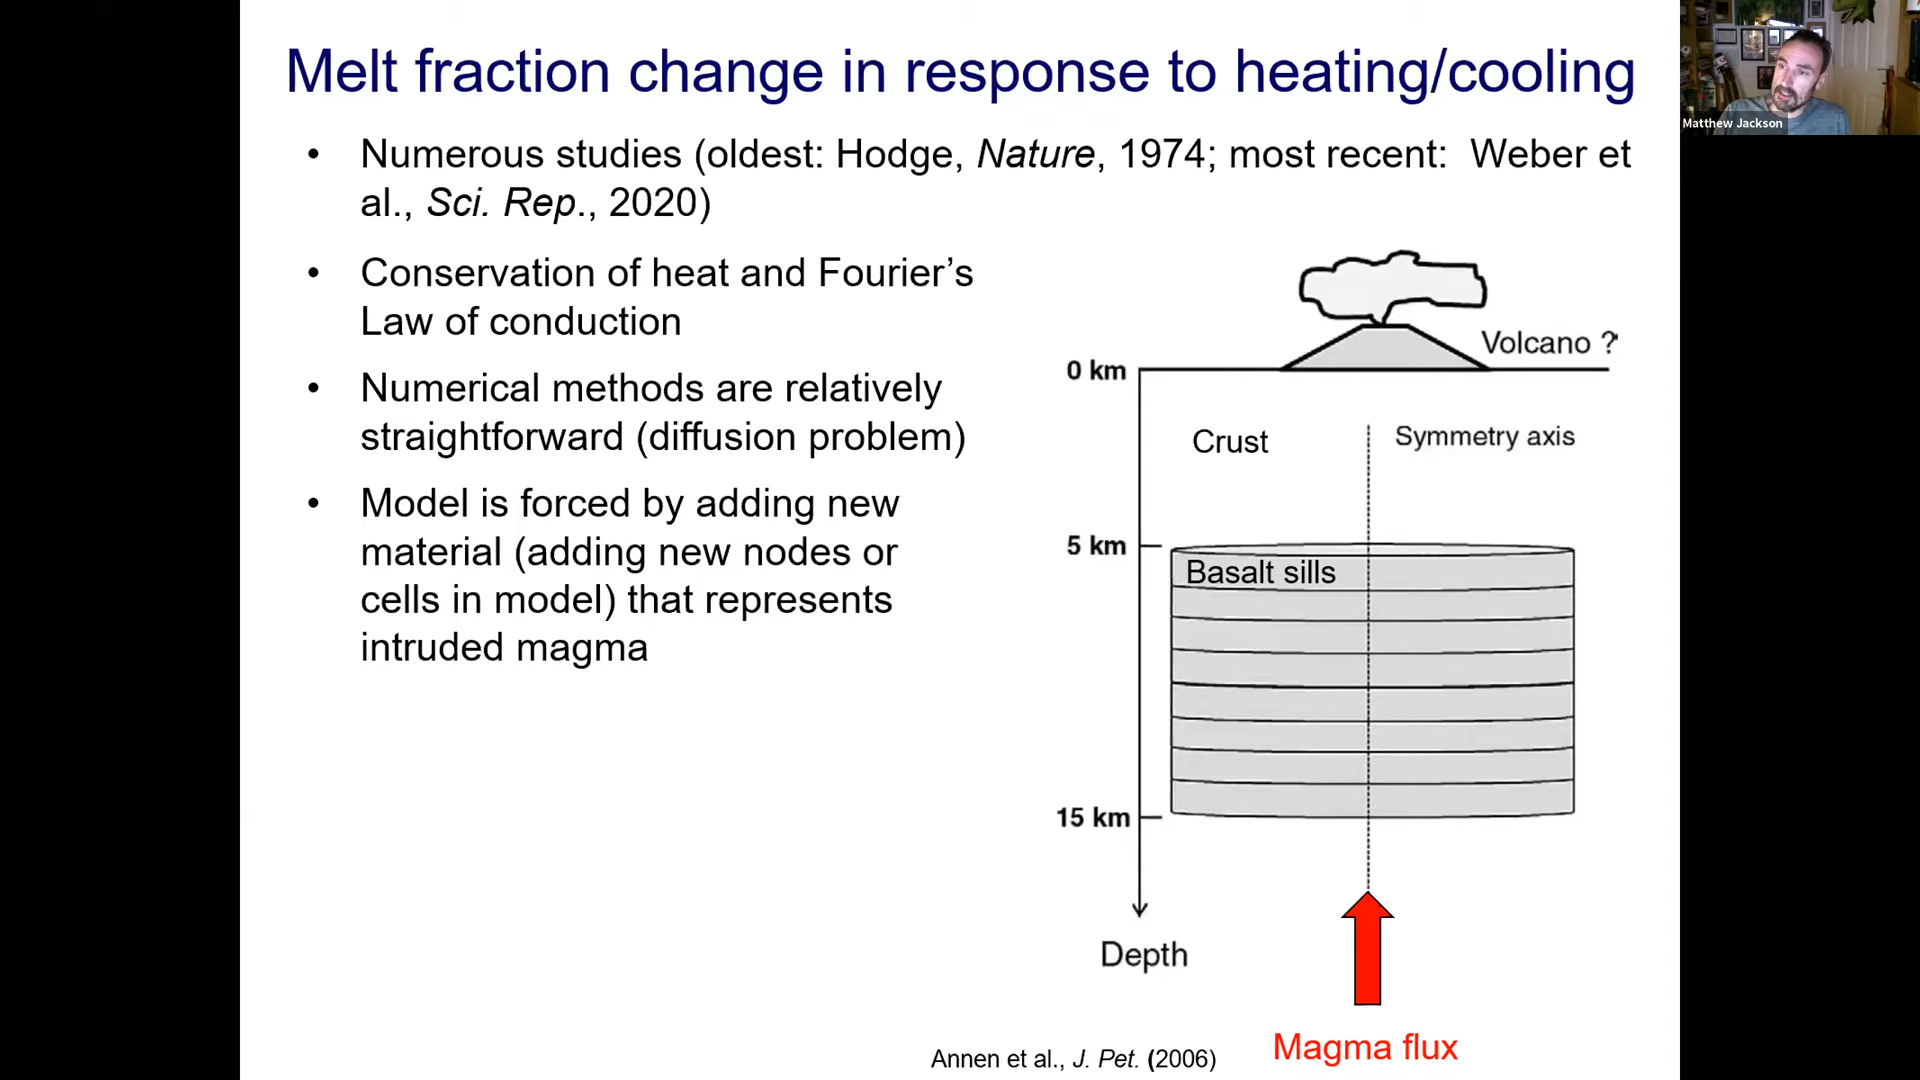 Melt fraction change in response to heating/cooling
Matthew Jackson
• Numerous studies (oldest: Hodge, Nature, 1974; most recent: Weber et
al., Sci. Rep., 2020)
• Conservation of heat and Fourier’s
Law of conduction
• Numerical methods are relatively
straightforward (diffusion problem)
• Model is forced by adding new
material (adding new nodes or
cells in model) that represents
intruded magma
Volcano ?
0 km
Crust
Symmetry axis
5 km
Basalt sills
15 km
Depth
Magma flux
Annen et al., J. Pet. (2006)